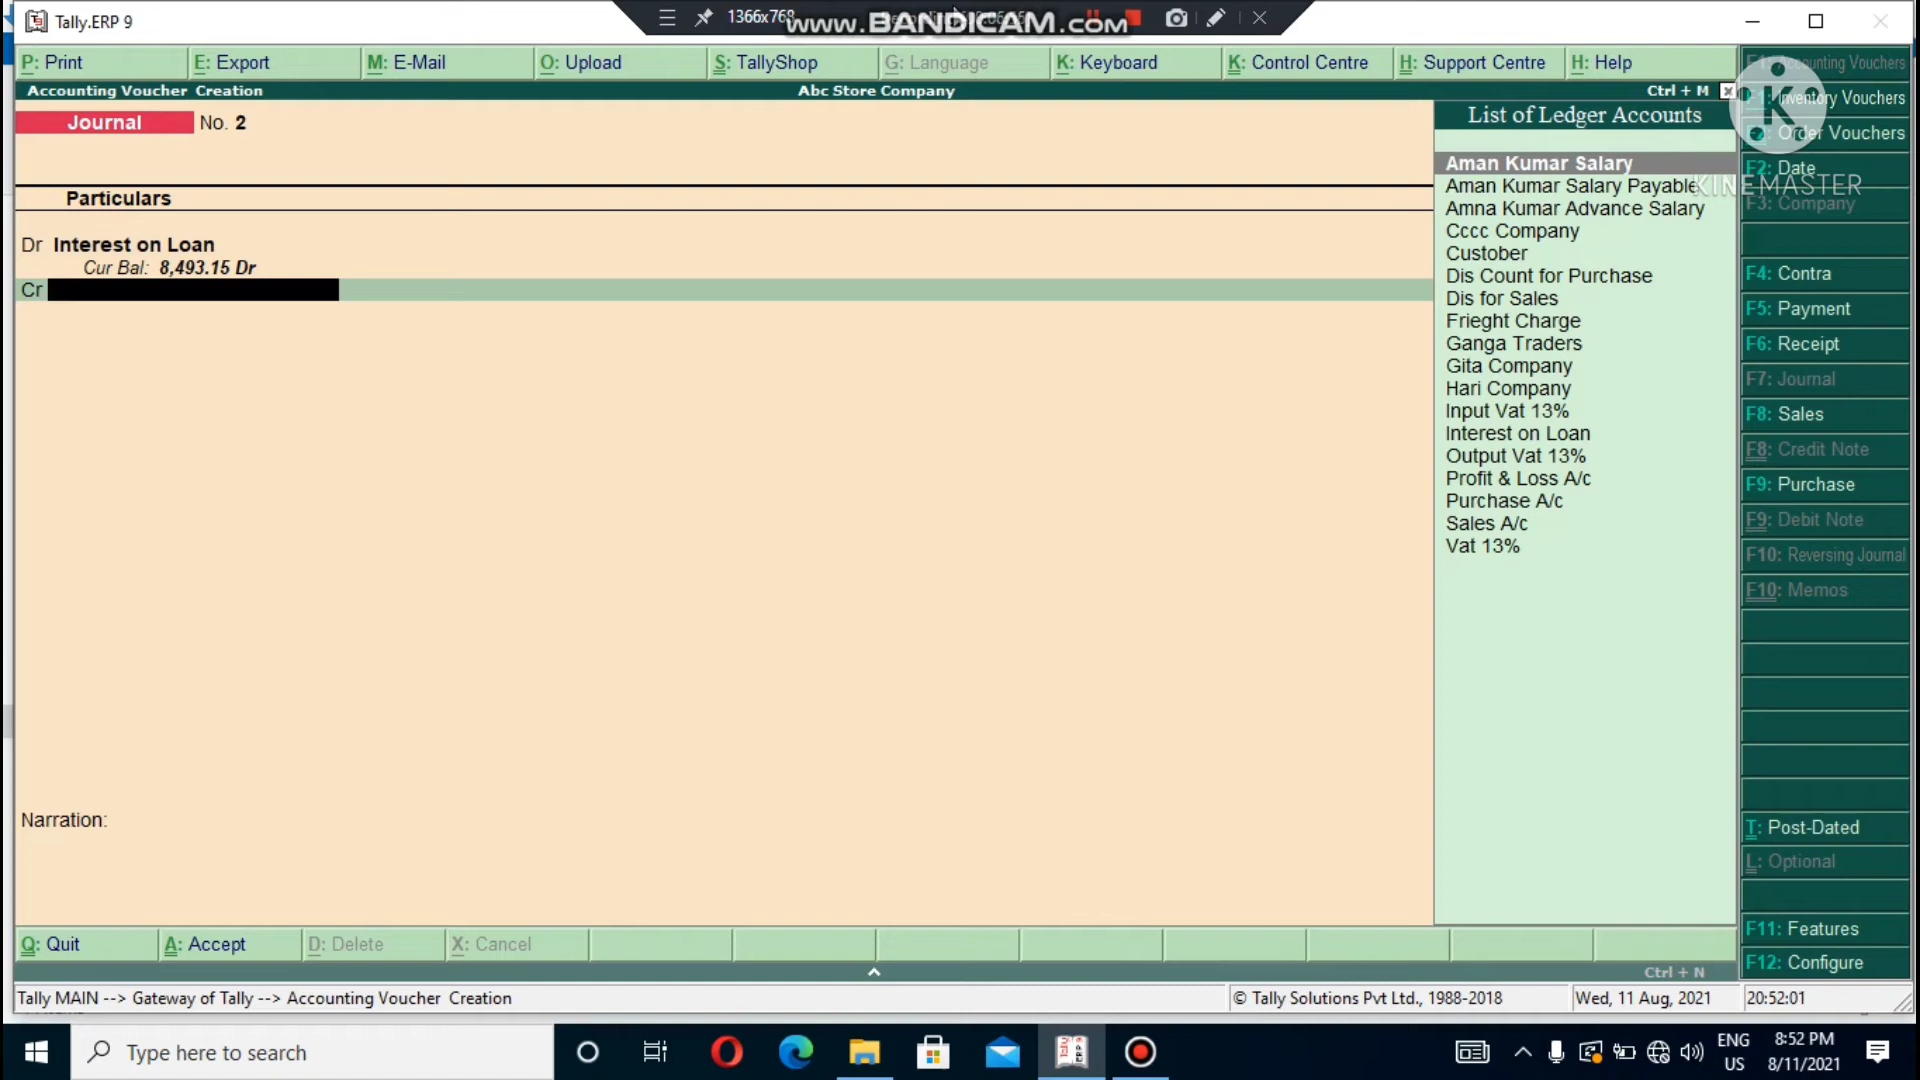 Tally.ERP 9
1366x768
www.BANDICAM.com
P: Print
E: Export
M: E-Mail
O: Upload
S: TallyShop
G: Language
K: Keyboard
K: Control Centre
H: Support Centre
H: Help
Accounting Voucher Creation
Abc Store Company
Ctrl + M
Journal No. 2
Particulars
Dr Interest on Loan
Cur Bal: 8,493.15 Dr
Cr
Narration:
List of Ledger Accounts
Aman Kumar Salary
Aman Kumar Salary Payable
Amna Kumar Advance Salary
Cccc Company
Custober
Dis Count for Purchase
Dis for Sales
Frieght Charge
Ganga Traders
Gita Company
Hari Company
Input Vat 13%
Interest on Loan
Output Vat 13%
Profit & Loss A/c
Purchase A/c
Sales A/c
Vat 13%
Accounting Vouchers
Inventory Vouchers
Order Vouchers
F2: Date
KINEMASTER
F3: Company
F4: Contra
F5: Payment
F6: Receipt
F7: Journal
F8: Sales
F8: Credit Note
F9: Purchase
F9: Debit Note
F10: Reversing Journal
F10: Memos
T: Post-Dated
L: Optional
F11: Features
F12: Configure
Q: Quit
A: Accept
D: Delete
X: Cancel
Ctrl + N
Tally MAIN --> Gateway of Tally --> Accounting Voucher Creation
© Tally Solutions Pvt Ltd., 1988-2018
Wed, 11 Aug, 2021
20:52:01
Type here to search
ENG
US
8:52 PM
8/11/2021